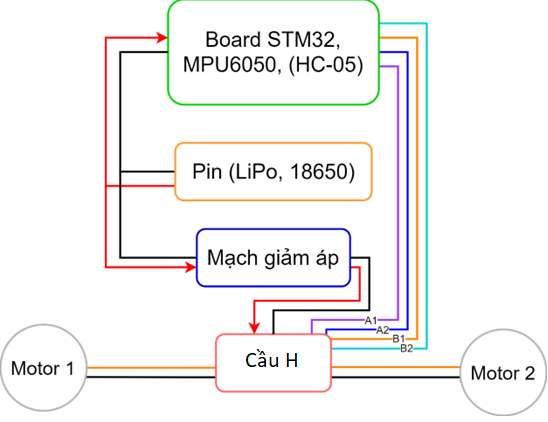 Board STM32,
MPU6050, (HC-05)
Pin (LiPo, 18650)
Mạch giảm áp
A1
A2
B1
B2
Cầu H
Motor 1
Motor 2